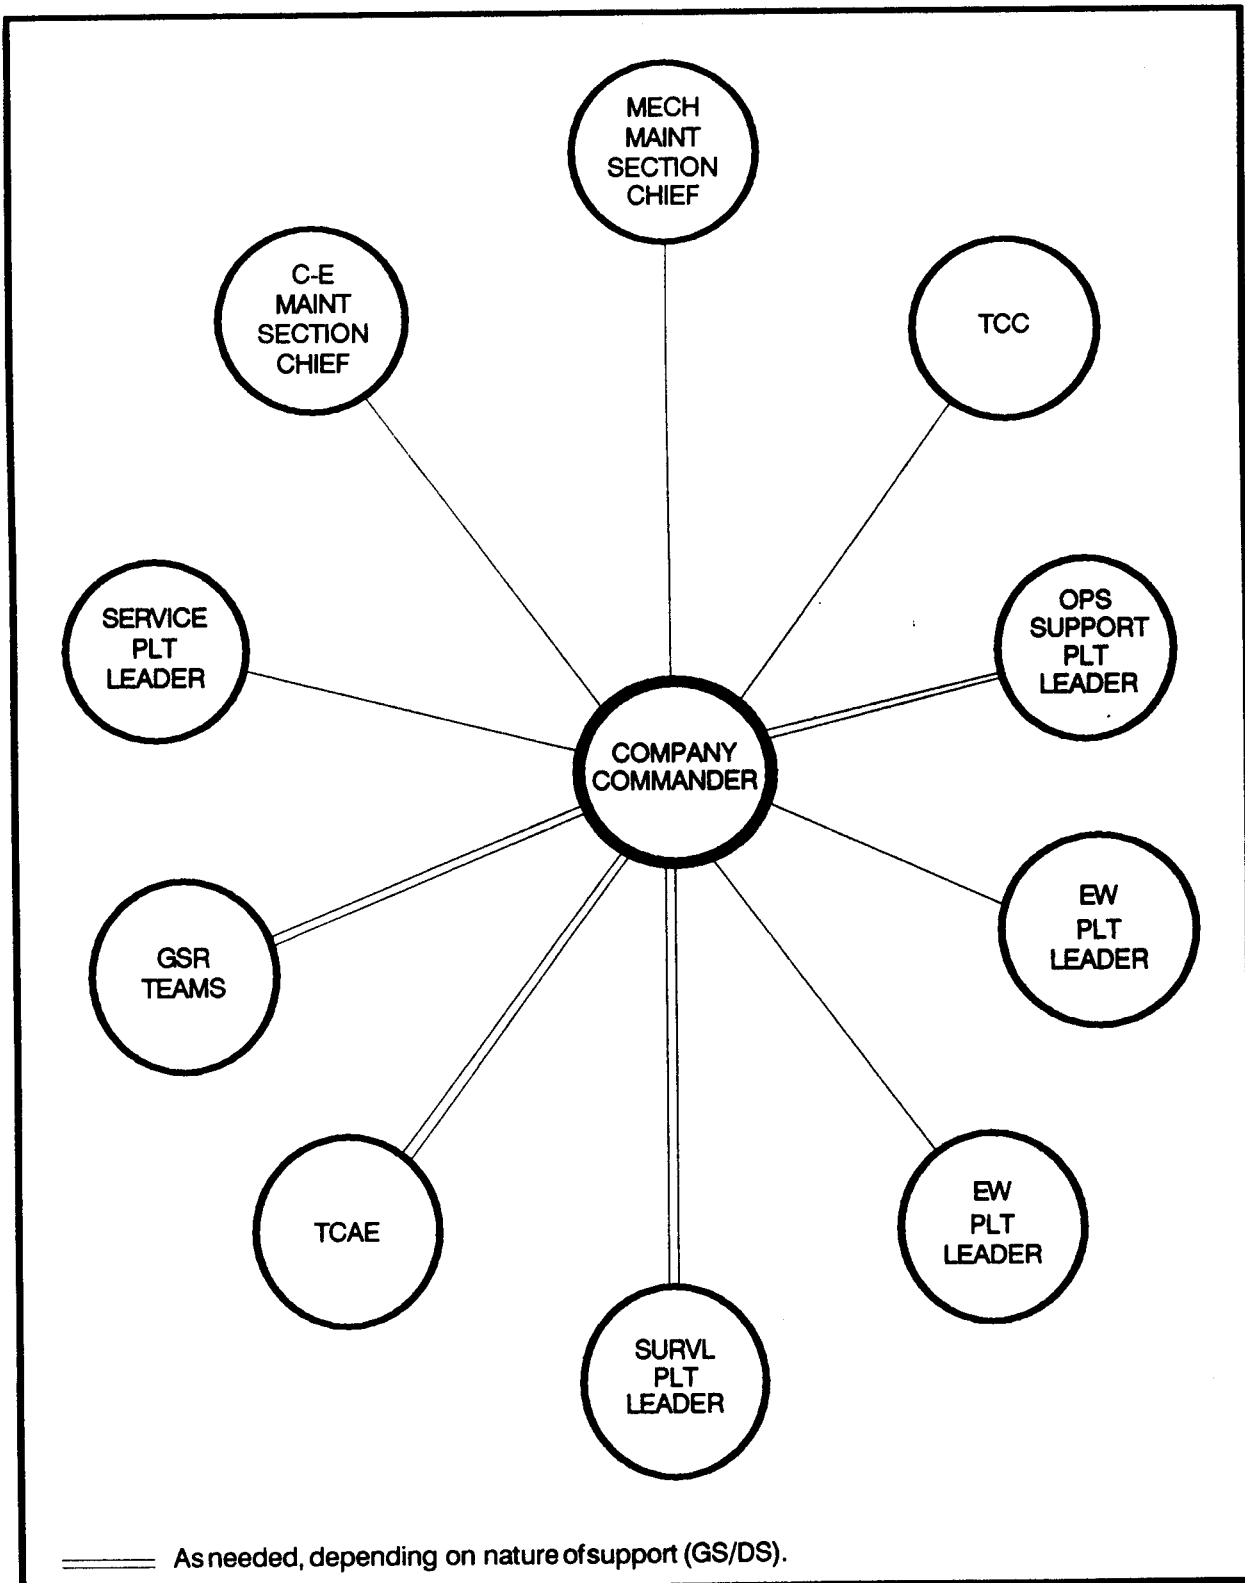 MECH
MAINT
SECTION
CHIEF
C-E
MAINT
SECTION
CHIEF
TCC
SERVICE
PLT
LEADER
OPS
SUPPORT
PLT
LEADER
COMPANY
COMMANDER
EW
PLT
LEADER
GSR
TEAMS
TCAE
EW
PLT
LEADER
SURVL
PLT
LEADER
As needed, depending on nature of support (GS/DS).